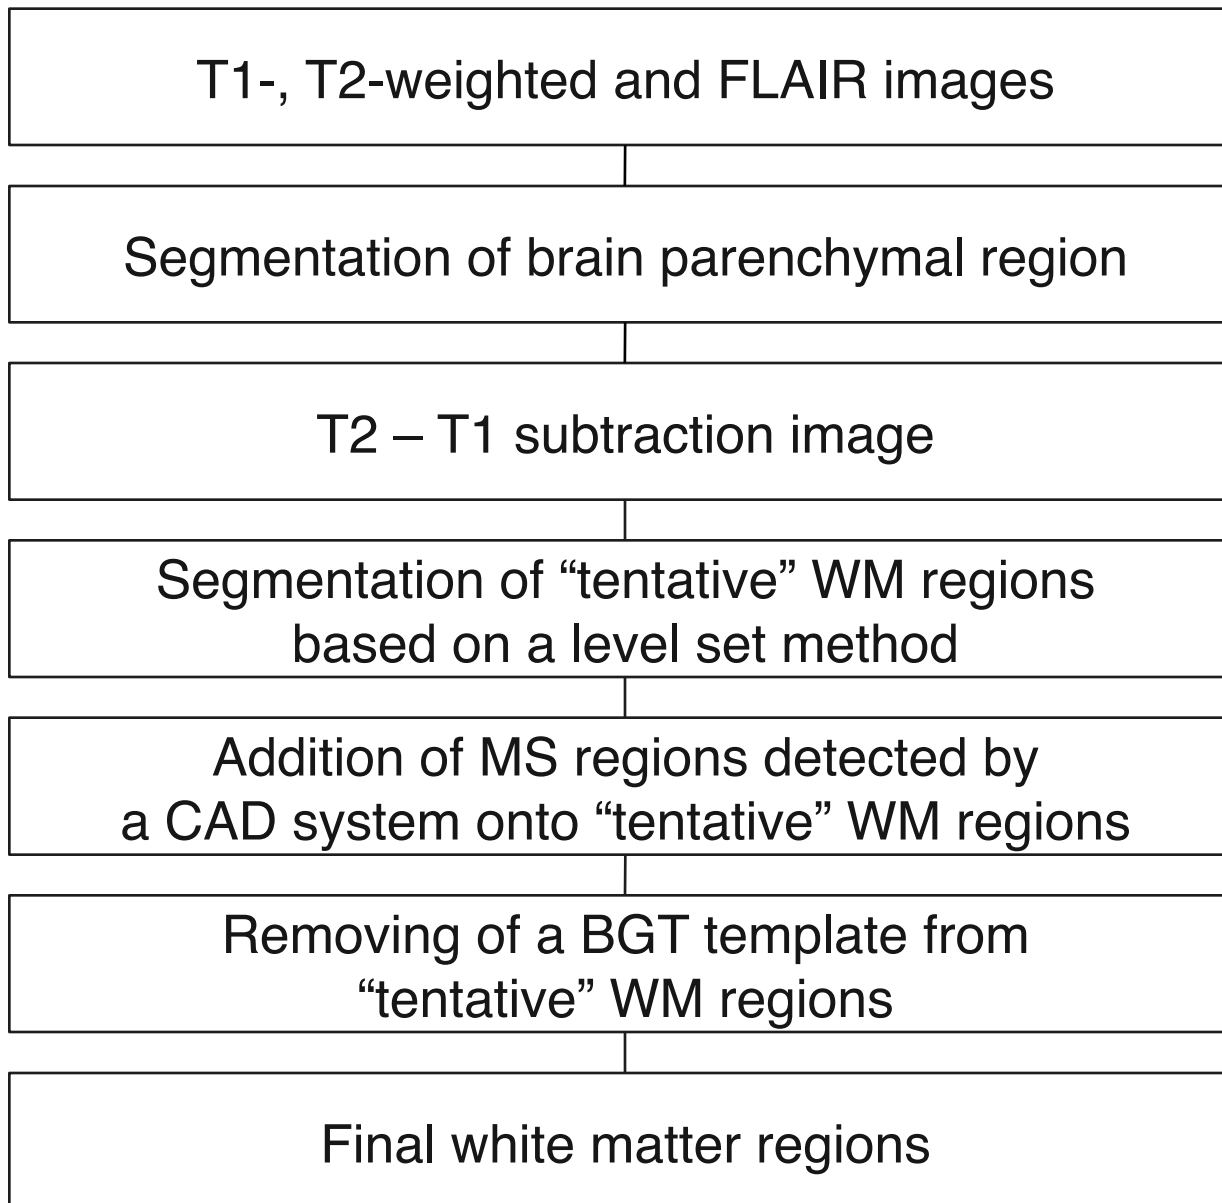 T1-, T2-weighted and FLAIR images
Segmentation of brain parenchymal region
T2 – T1 subtraction image
Segmentation of “tentative” WM regions
based on a level set method
Addition of MS regions detected by
a CAD system onto “tentative” WM regions
Removing of a BGT template from
“tentative” WM regions
Final white matter regions